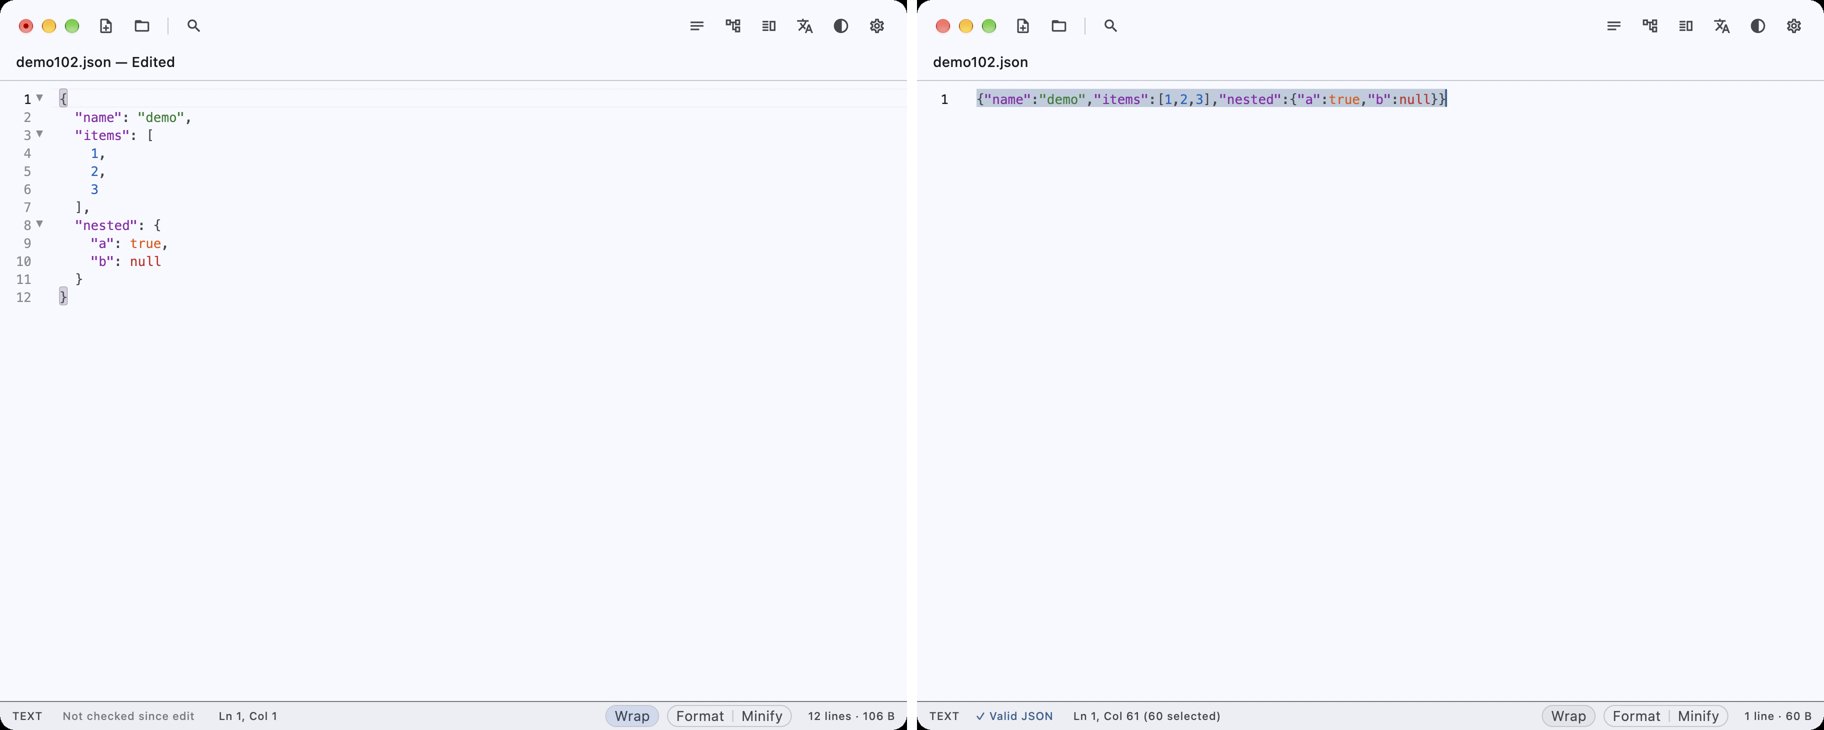 demo102.json — Edited
1 {
2 "name": "demo",
3 "items": [
4 1,
5 2,
6 3
7 ],
8 "nested": {
9 "a": true,
10 "b": null
11 }
12 }
TEXT Not checked since edit Ln 1, Col 1 Wrap Format Minify 12 lines · 106 B
demo102.json
1 {"name":"demo","items":[1,2,3],"nested":{"a":true,"b":null}}
TEXT ✓ Valid JSON Ln 1, Col 61 (60 selected) Wrap Format Minify 1 line · 60 B